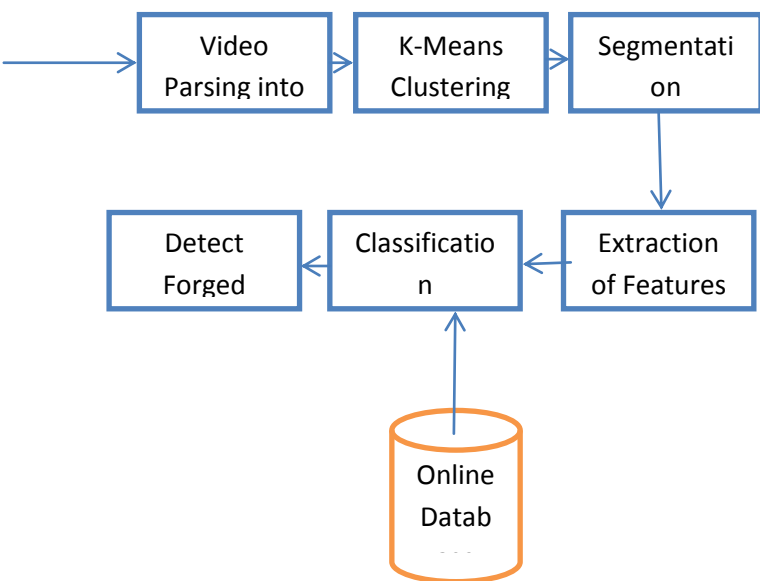 Video
Parsing into
K-Means
Clustering
Segmentati
on
Extraction
of Features
Classificatio
n
Detect
Forged
Online
Datab